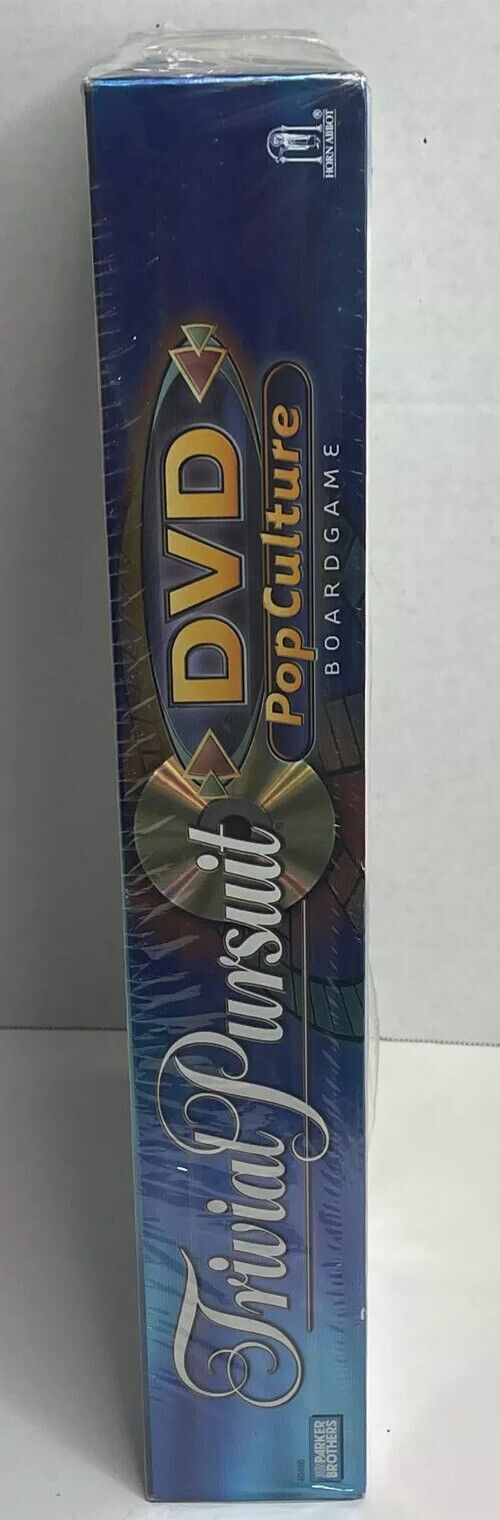 Trivial Pursuit®
DVD
Pop Culture
BOARDGAME
PARKER
BROTHERS
®
HORN ABBOT